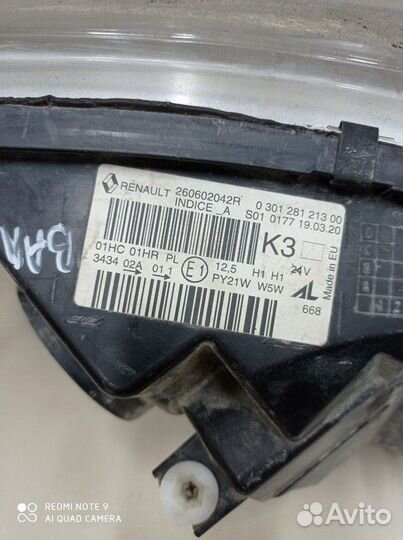 RENAULT 260602042R 0 301 281 213 00
INDICE _A S01 0177 19.03.20
K3
Made in EU
01HC 01HR PL E1 12,5 H1 H1 24V
3434 02A 01,1 PY21W W5W AL
668
REDMI NOTE 9
AI QUAD CAMERA
Avito